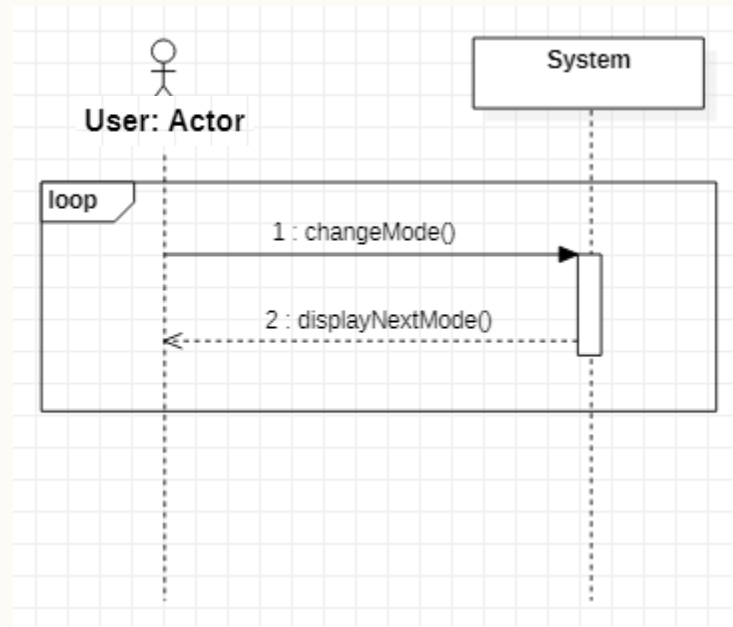 System
User: Actor
loop
1 : changeMode()
2 : displayNextMode()